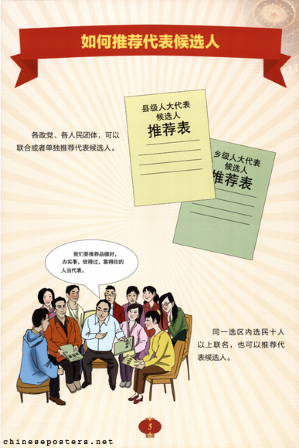 如何推荐代表候选人
各政党、各人民团体，可以
联合或者单独推荐代表候选人。
县级人大代表
候选人
推荐表
乡级人大代表
候选人
推荐表
我们要推荐品德好，
办实事，信得过，靠得住的
人当代表。
同一选区内选民十人
以上联名，也可以推荐代
表候选人。
5
chineseposters.net